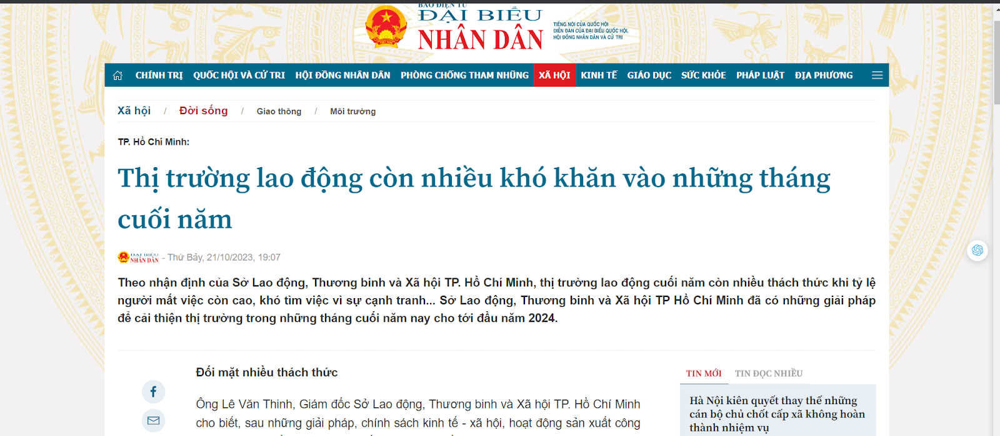 BÁO ĐIỆN TỬ
ĐẠI BIỂU
NHÂN DÂN
TIẾNG NÓI CỦA QUỐC HỘI
DIỄN ĐÀN CỦA ĐẠI BIỂU QUỐC HỘI,
HỘI ĐỒNG NHÂN DÂN VÀ CỬ TRI
CHÍNH TRỊ QUỐC HỘI VÀ CỬ TRI HỘI ĐỒNG NHÂN DÂN PHÒNG CHỐNG THAM NHŨNG XÃ HỘI KINH TẾ GIÁO DỤC SỨC KHỎE PHÁP LUẬT ĐỊA PHƯƠNG
Xã hội / Đời sống / Giao thông / Môi trường
TP. Hồ Chí Minh:
Thị trường lao động còn nhiều khó khăn vào những tháng
cuối năm
ĐẠI BIỂU
NHÂN DÂN - Thứ Bảy, 21/10/2023, 19:07
Theo nhận định của Sở Lao động, Thương binh và Xã hội TP. Hồ Chí Minh, thị trường lao động cuối năm còn nhiều thách thức khi tỷ lệ
người mất việc còn cao, khó tìm việc vì sự cạnh tranh... Sở Lao động, Thương binh và Xã hội TP Hồ Chí Minh đã có những giải pháp
để cải thiện thị trường trong những tháng cuối năm nay cho tới đầu năm 2024.
Đối mặt nhiều thách thức
Ông Lê Văn Thinh, Giám đốc Sở Lao động, Thương binh và Xã hội TP. Hồ Chí Minh
cho biết, sau những giải pháp, chính sách kinh tế - xã hội, hoạt động sản xuất công
TIN MỚI TIN ĐỌC NHIỀU
Hà Nội kiên quyết thay thế những
cán bộ chủ chốt cấp xã không hoàn
thành nhiệm vụ